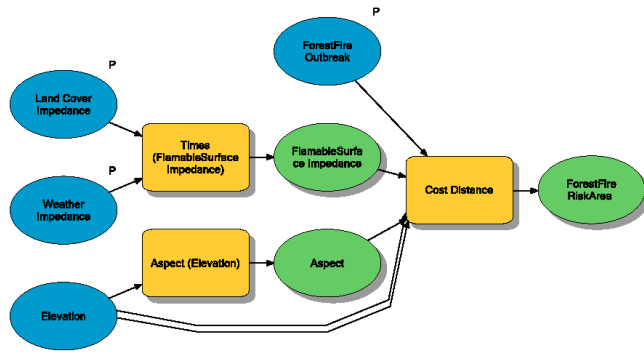 P
ForestFire
Outbreak
P
Land Cover
Impedance
Times
(FlamableSurface
Impedance)
FlamableSurfa
ce Impedance
Cost Distance
ForestFire
RiskArea
P
Weather
Impedance
Aspect (Elevation)
Aspect
Elevation